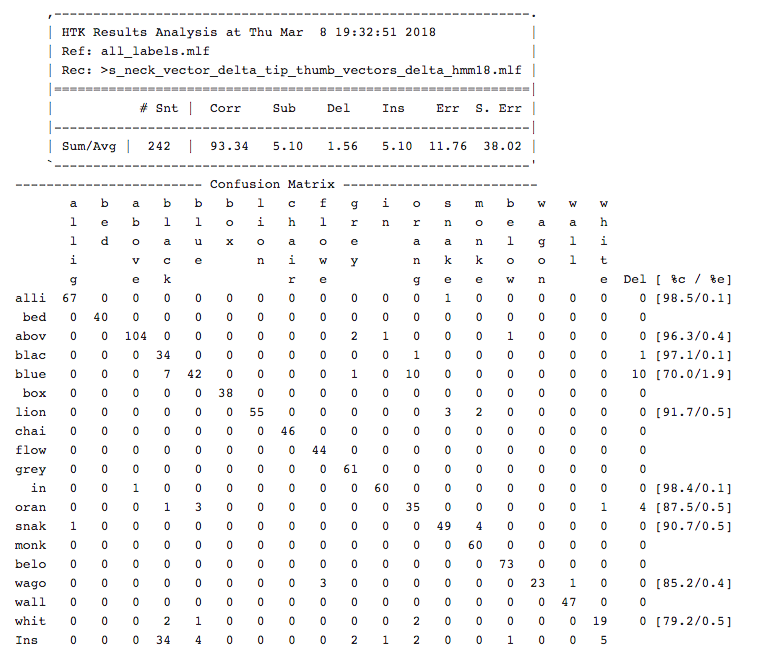 ,------------------------------------------------------------.
| HTK Results Analysis at Thu Mar  8 19:32:51 2018            |
| Ref: all_labels.mlf                                         |
| Rec: >s_neck_vector_delta_tip_thumb_vectors_delta_hmm18.mlf |
|=============================================================|
|           # Snt |  Corr    Sub    Del    Ins    Err  S. Err |
|-------------------------------------------------------------|
| Sum/Avg |  242  |  93.34   5.10   1.56   5.10  11.76  38.02 |
`------------------------------------------------------------'
------------------------ Confusion Matrix -------------------------
a b a b b b l c f g i o s m b w w w
l e b l l o i h l r n r n o e a a h
l d o a u x o a o e a a n l g l i
i v c e n i w y n k k o o l t
g e k r e g e e w n e Del [ %c / %e]
alli 67 0 0 0 0 0 0 0 0 0 0 0 1 0 0 0 0 0 0 [98.5/0.1]
bed 0 40 0 0 0 0 0 0 0 0 0 0 0 0 0 0 0 0 0
abov 0 0 104 0 0 0 0 0 0 2 1 0 0 0 1 0 0 0 0 [96.3/0.4]
blac 0 0 0 34 0 0 0 0 0 0 0 1 0 0 0 0 0 0 1 [97.1/0.1]
blue 0 0 0 7 42 0 0 0 0 1 0 10 0 0 0 0 0 0 10 [70.0/1.9]
box 0 0 0 0 0 38 0 0 0 0 0 0 0 0 0 0 0 0 0
lion 0 0 0 0 0 0 55 0 0 0 0 0 3 2 0 0 0 0 0 [91.7/0.5]
chai 0 0 0 0 0 0 0 46 0 0 0 0 0 0 0 0 0 0 0
flow 0 0 0 0 0 0 0 0 44 0 0 0 0 0 0 0 0 0 0
grey 0 0 0 0 0 0 0 0 0 61 0 0 0 0 0 0 0 0 0
in 0 0 1 0 0 0 0 0 0 0 60 0 0 0 0 0 0 0 0 [98.4/0.1]
oran 0 0 0 1 3 0 0 0 0 0 0 35 0 0 0 0 0 1 4 [87.5/0.5]
snak 1 0 0 0 0 0 0 0 0 0 0 0 49 4 0 0 0 0 0 [90.7/0.5]
monk 0 0 0 0 0 0 0 0 0 0 0 0 0 60 0 0 0 0 0
belo 0 0 0 0 0 0 0 0 0 0 0 0 0 0 73 0 0 0 0
wago 0 0 0 0 0 0 0 0 3 0 0 0 0 0 0 23 1 0 0 [85.2/0.4]
wall 0 0 0 0 0 0 0 0 0 0 0 0 0 0 0 0 47 0 0
whit 0 0 0 2 1 0 0 0 0 0 0 2 0 0 0 0 0 19 0 [79.2/0.5]
Ins 0 0 0 34 4 0 0 0 0 2 1 2 0 0 1 0 0 5